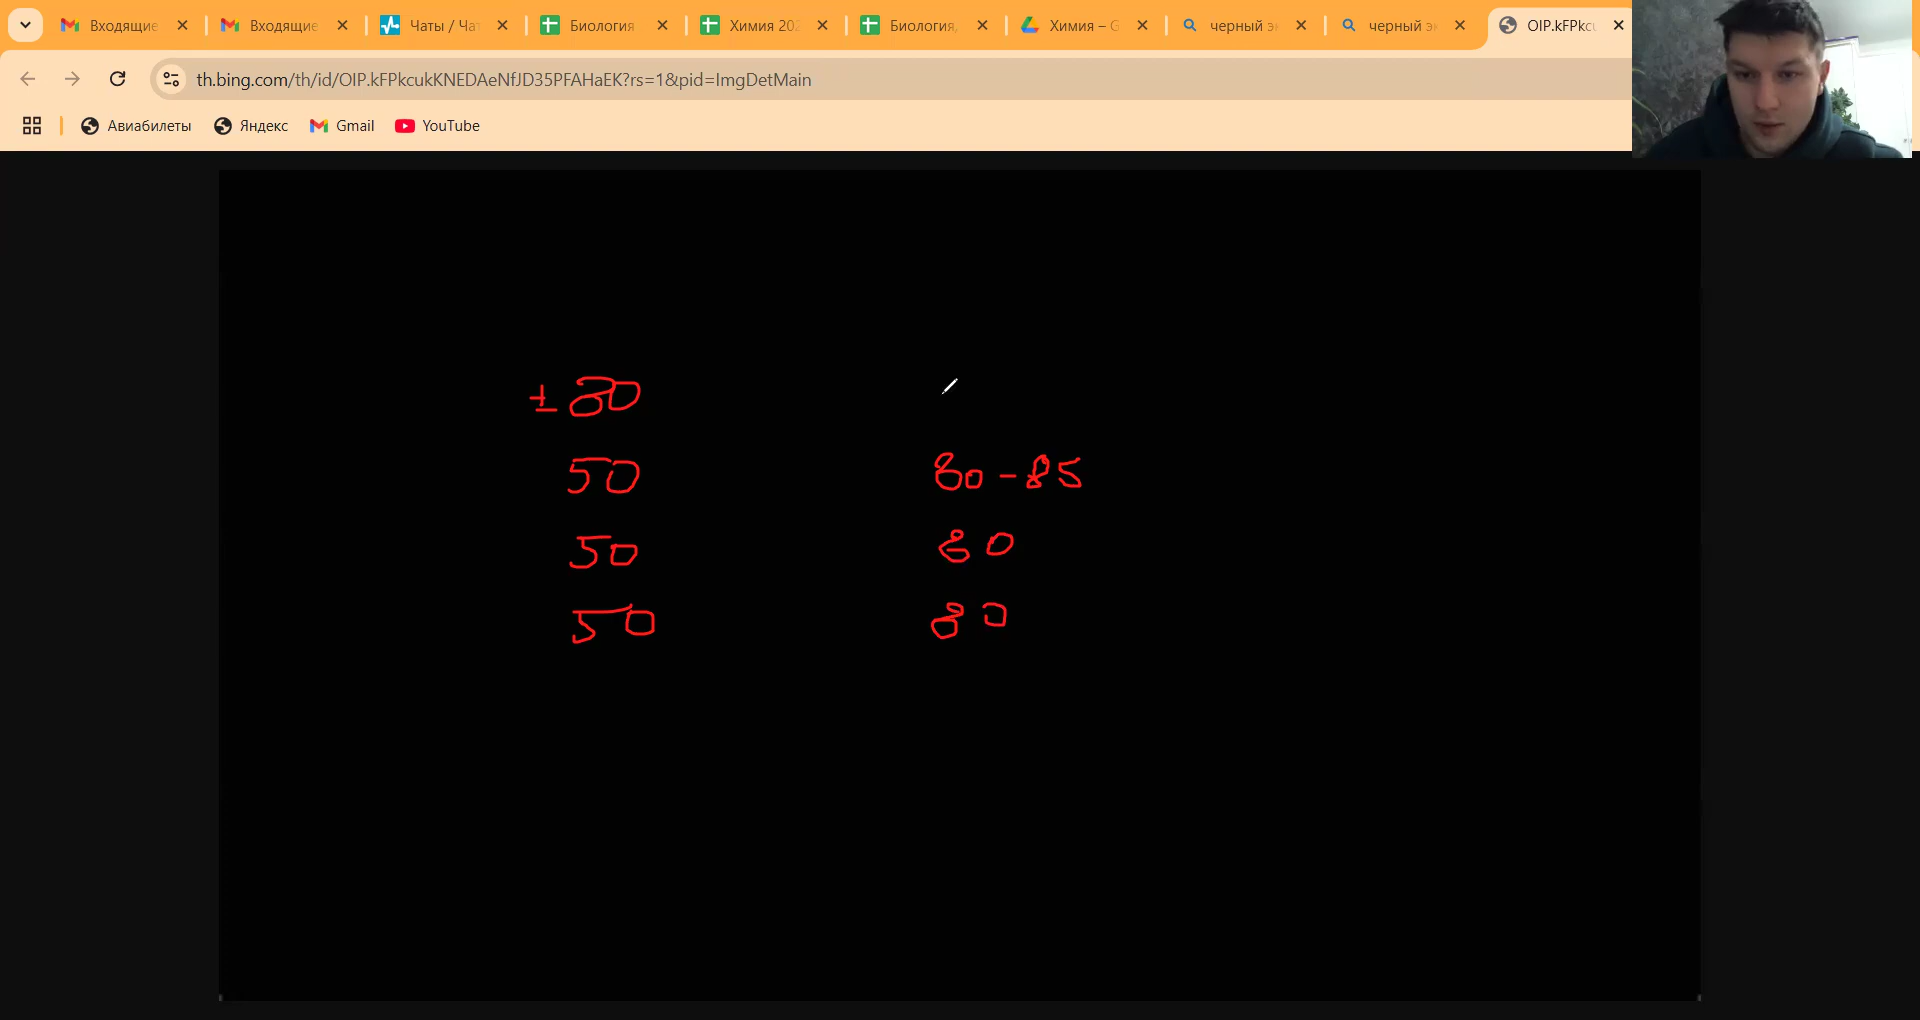 Входящие
Входящие
Чаты / Ча
Биология
Химия 202
Биология,
Химия – G
черный э
черный э
OIP.kFPkc
th.bing.com/th/id/OIP.kFPkcukKNEDAeNfJD35PFAHaEK?rs=1&pid=ImgDetMain
Авиабилеты Яндекс Gmail YouTube
± 80
50 80 - 85
50 80
50 80